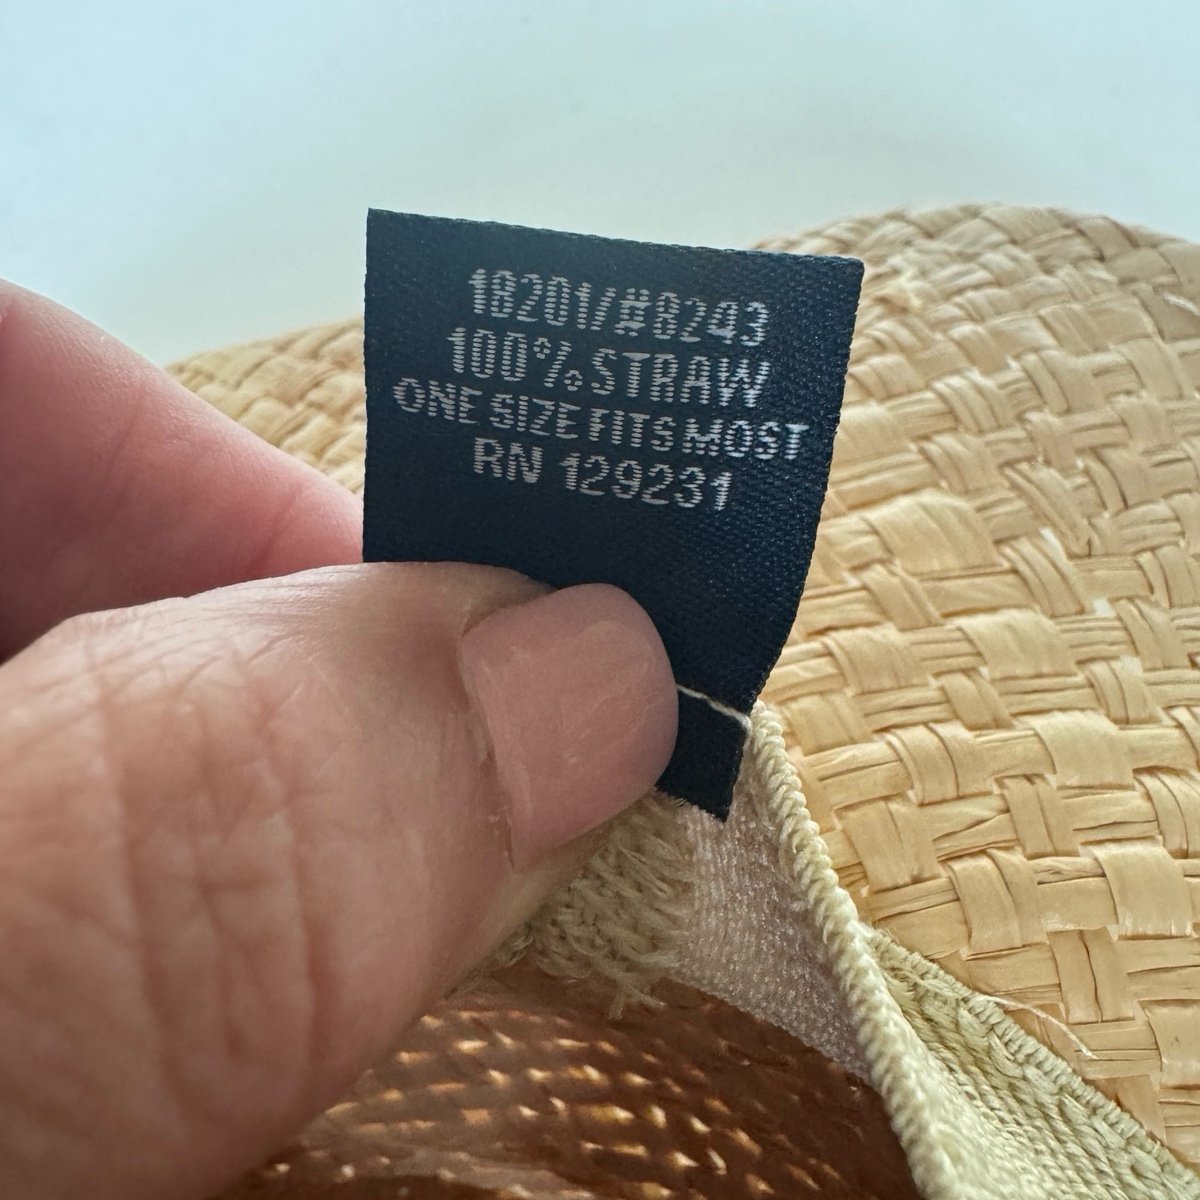 18201/#8243
100% STRAW
ONE SIZE FITS MOST
RN 129231